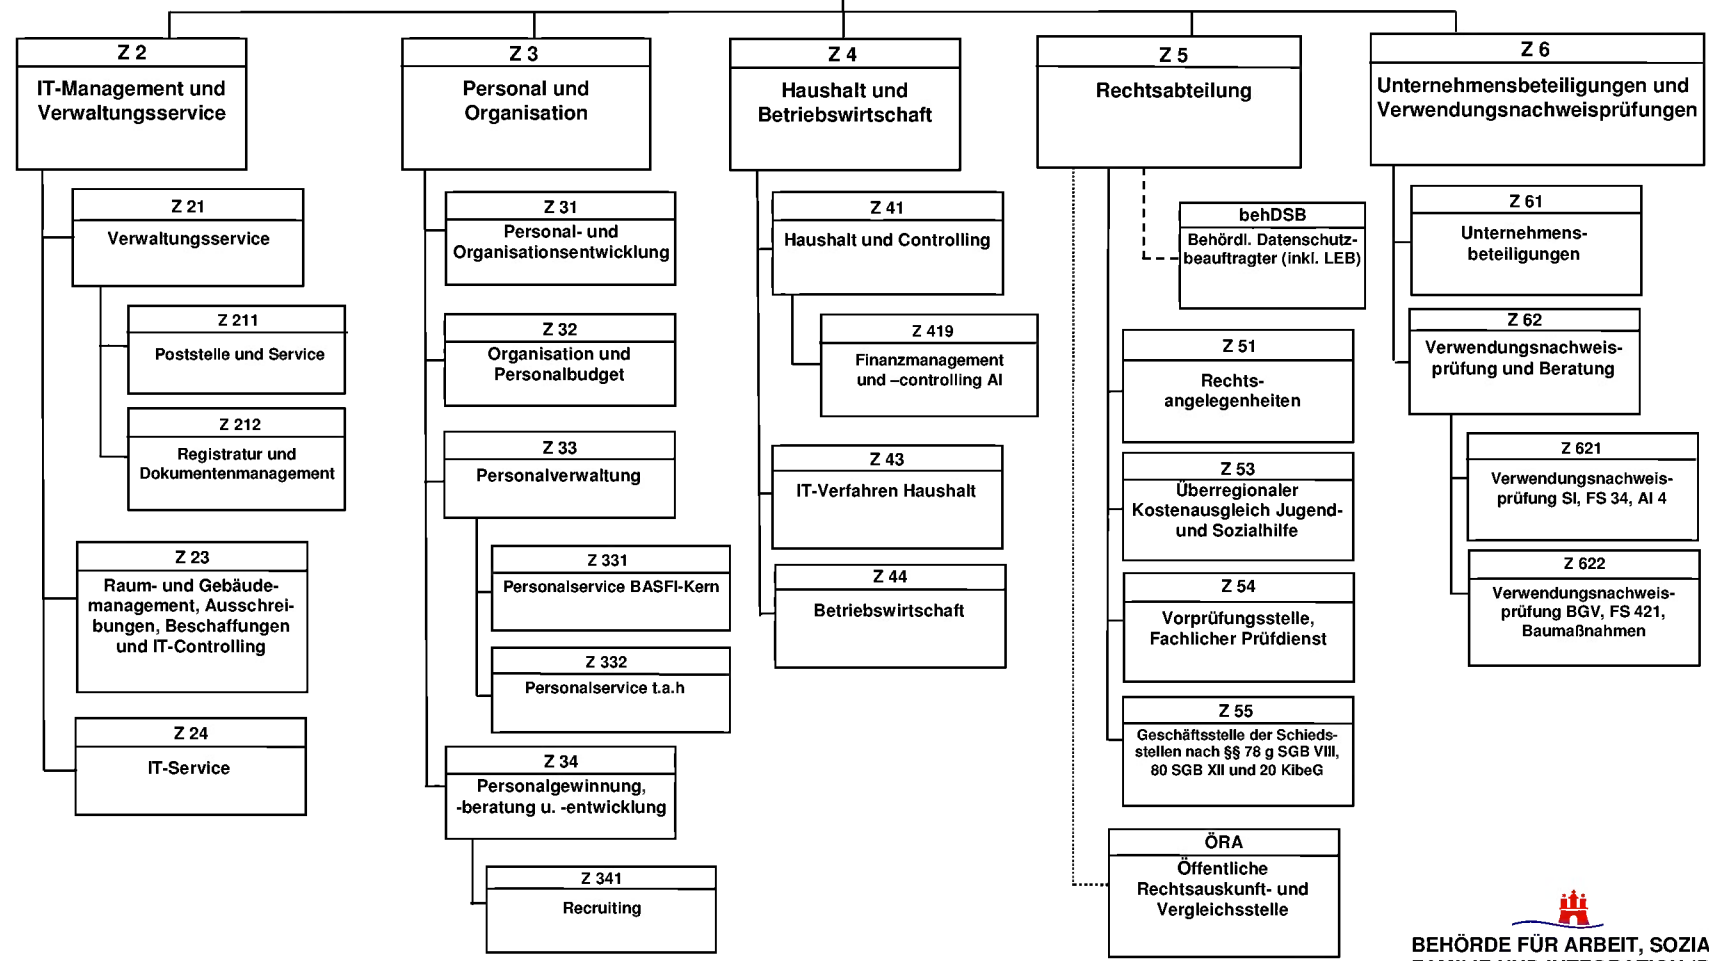 Z 2
IT-Management und
Verwaltungsservice
Z 21
Verwaltungsservice
Z 211
Poststelle und Service
Z 212
Registratur und
Dokumentenmanagement
Z 23
Raum- und Gebäude-
management, Ausschrei-
bungen, Beschaffungen
und IT-Controlling
Z 24
IT-Service
Z 3
Personal und
Organisation
Z 31
Personal- und
Organisationsentwicklung
Z 32
Organisation und
Personalbudget
Z 33
Personalverwaltung
Z 331
Personalservice BASFI-Kern
Z 332
Personalservice t.a.h
Z 34
Personalgewinnung,
-beratung u. -entwicklung
Z 341
Recruiting
Z 4
Haushalt und
Betriebswirtschaft
Z 41
Haushalt und Controlling
Z 419
Finanzmanagement
und –controlling AI
Z 43
IT-Verfahren Haushalt
Z 44
Betriebswirtschaft
Z 5
Rechtsabteilung
behDSB
Behördl. Datenschutz-
beauftragter (inkl. LEB)
Z 51
Rechts-
angelegenheiten
Z 53
Überregionaler
Kostenausgleich Jugend-
und Sozialhilfe
Z 54
Vorprüfungsstelle,
Fachlicher Prüfdienst
Z 55
Geschäftsstelle der Schieds-
stellen nach §§ 78 g SGB VIII,
80 SGB XII und 20 KibeG
ÖRA
Öffentliche
Rechtsauskunft- und
Vergleichsstelle
Z 6
Unternehmensbeteiligungen und
Verwendungsnachweisprüfungen
Z 61
Unternehmens-
beteiligungen
Z 62
Verwendungsnachweis-
prüfung und Beratung
Z 621
Verwendungsnachweis-
prüfung SI, FS 34, AI 4
Z 622
Verwendungsnachweis-
prüfung BGV, FS 421,
Baumaßnahmen
BEHÖRDE FÜR ARBEIT, SOZIA